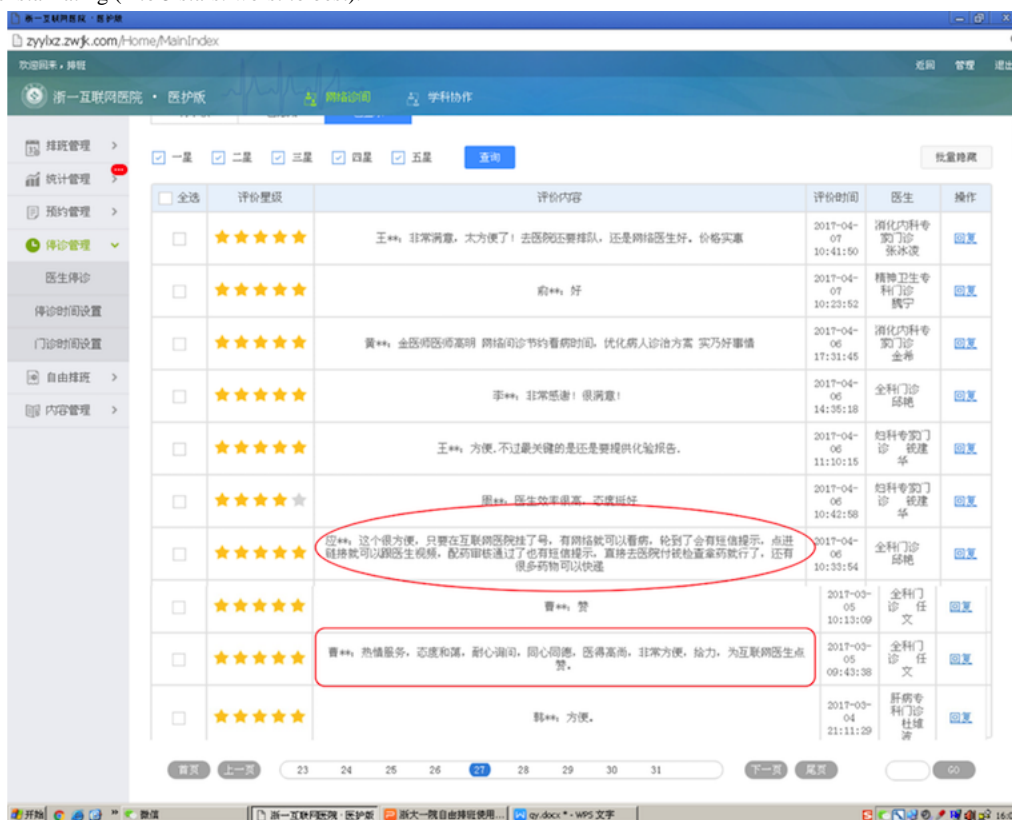 浙一互联网医院 · 医护版
zyylxz.zwjk.com/Home/MainIndex
欢迎回来，排班
返回 管理 退出
浙一互联网医院 · 医护版
网络诊间 学科协作
排班管理
统计管理
预约管理
停诊管理
医生停诊
停诊时间设置
门诊时间设置
自由排班
内容管理
一星 二星 三星 四星 五星 查询 批量隐藏
全选 评价星级 评价内容 评价时间 医生 操作
王**：非常满意，太方便了！去医院还要排队，还是网络医生好。价格实惠
2017-04-
07
10:41:50
消化内科专
家门诊
张冰凌
回复
俞**：好
2017-04-
07
10:23:52
精神卫生专
科门诊
魏宁
回复
黄**：金医师医师高明 网络问诊节约看病时间，优化病人诊治方案 实乃好事情
2017-04-
06
17:31:45
消化内科专
家门诊
金希
回复
李**：非常感谢！很满意！
2017-04-
06
14:35:18
全科门诊
邱艳
回复
王**：方便.不过最关键的是还是要提供化验报告.
2017-04-
06
11:10:15
妇科专家门
诊 钱建
华
回复
周**：医生效率很高，态度挺好
2017-04-
06
10:42:58
妇科专家门
诊 钱建
华
回复
应**：这个很方便，只要在互联网医院挂了号，有网络就可以看病，轮到了会有短信提示，点进
链接就可以跟医生视频，配药审核通过了也有短信提示，直接去医院付钱检查拿药就行了，还有
很多药物可以快递
2017-04-
06
10:33:54
全科门诊
邱艳
回复
曹**：赞
2017-03-
05
10:13:09
全科门
诊 任
文
回复
曹**：热情服务，态度和蔼，耐心询问，同心同德，医得高尚，非常方便，给力，为互联网医生点
赞。
2017-03-
05
09:43:38
全科门
诊 任
文
回复
韩**：方便。
2017-03-
04
21:11:29
肝病专
科门诊
杜维
波
回复
首页 上一页 23 24 25 26 27 28 29 30 31 下一页 尾页 GO
开始 微信 浙一互联网医院·医护版 浙大一院自由排班使用... qy.docx * - WPS 文字